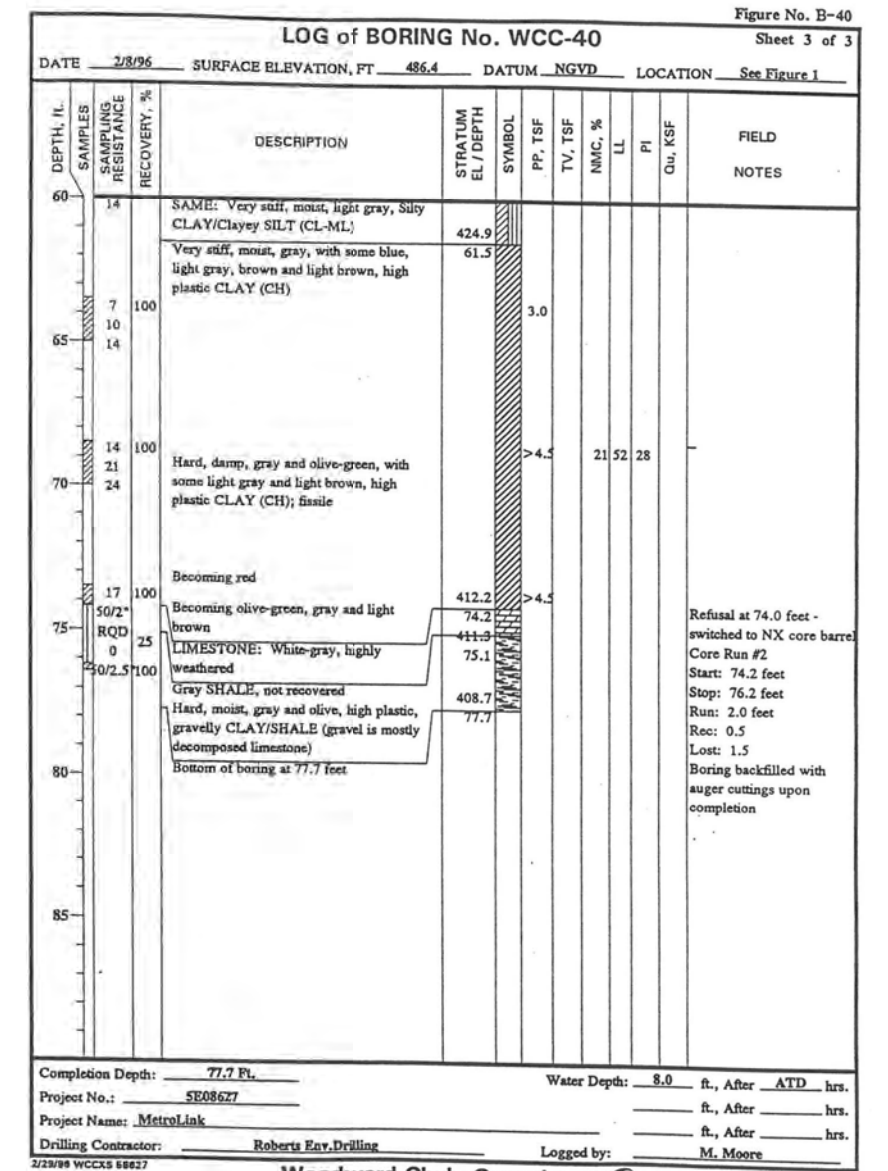 Figure No. B-40
LOG of BORING No. WCC-40
Sheet 3 of 3
DATE 2/8/96 SURFACE ELEVATION, FT 486.4 DATUM NGVD LOCATION See Figure 1
DEPTH, ft.
SAMPLES
SAMPLING RESISTANCE
RECOVERY, %
DESCRIPTION
STRATUM EL / DEPTH
SYMBOL
PP, TSF
TV, TSF
NMC, %
LL
PI
Qu, KSF
FIELD
NOTES
60
14
SAME: Very stiff, moist, light gray, Silty
CLAY/Clayey SILT (CL-ML)
424.9
61.5
Very stiff, moist, gray, with some blue,
light gray, brown and light brown, high
plastic CLAY (CH)
7 100
3.0
10
65
14
14 100
>4.5 21 52 28
21
Hard, damp, gray and olive-green, with
70
24
some light gray and light brown, high
plastic CLAY (CH); fissile
Becoming red
17 100
412.2
>4.5
50/2"
Becoming olive-green, gray and light
brown
74.2
75
RQD
0
25
411.3
75.1
LIMESTONE: White-gray, highly
weathered
50/2.5" 100
Gray SHALE, not recovered
408.7
77.7
Hard, moist, gray and olive, high plastic,
gravelly CLAY/SHALE (gravel is mostly
decomposed limestone)
80
Bottom of boring at 77.7 feet
Refusal at 74.0 feet -
switched to NX core barrel
Core Run #2
Start: 74.2 feet
Stop: 76.2 feet
Run: 2.0 feet
Rec: 0.5
Lost: 1.5
Boring backfilled with
auger cuttings upon
completion
85
Completion Depth: 77.7 Ft.
Water Depth: 8.0 ft., After ATD hrs.
Project No.: 5E08627
ft., After hrs.
Project Name: MetroLink
ft., After hrs.
Drilling Contractor: Roberts Env.Drilling
Logged by: M. Moore
2/29/96 WCCXS